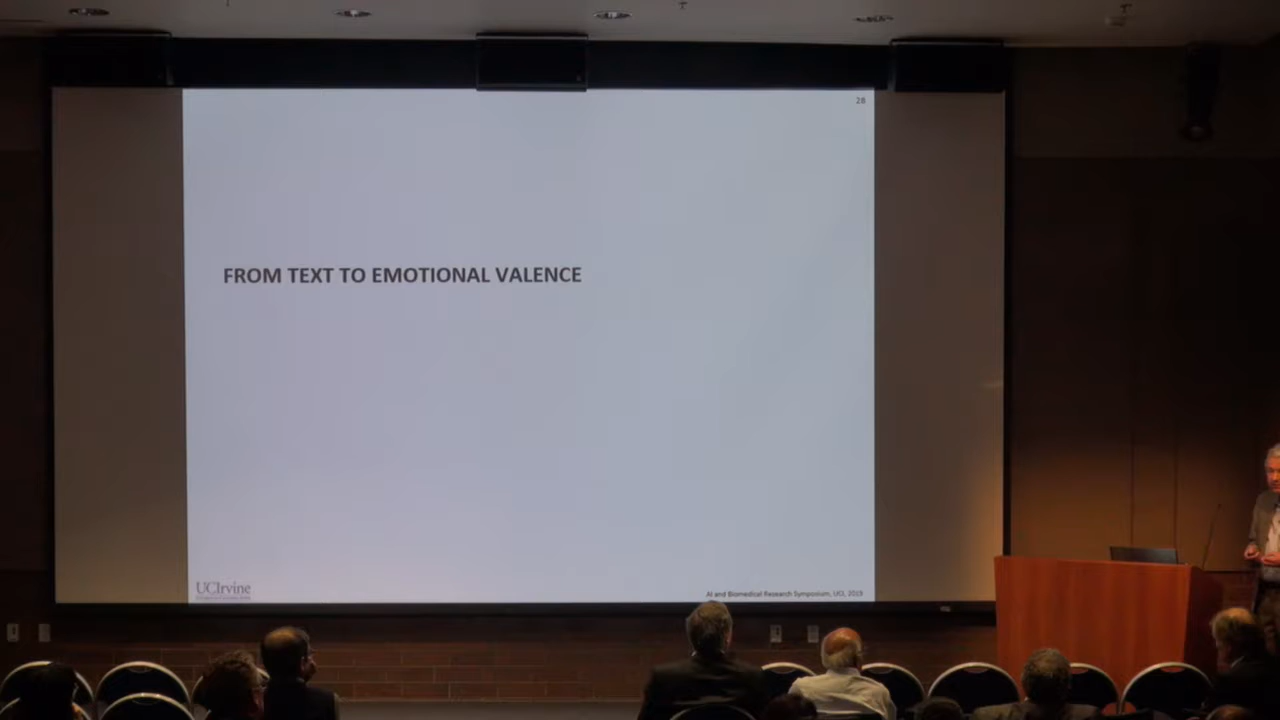 28
FROM TEXT TO EMOTIONAL VALENCE
UCIrvine
AI and Biomedical Research Symposium, UCI, 2019